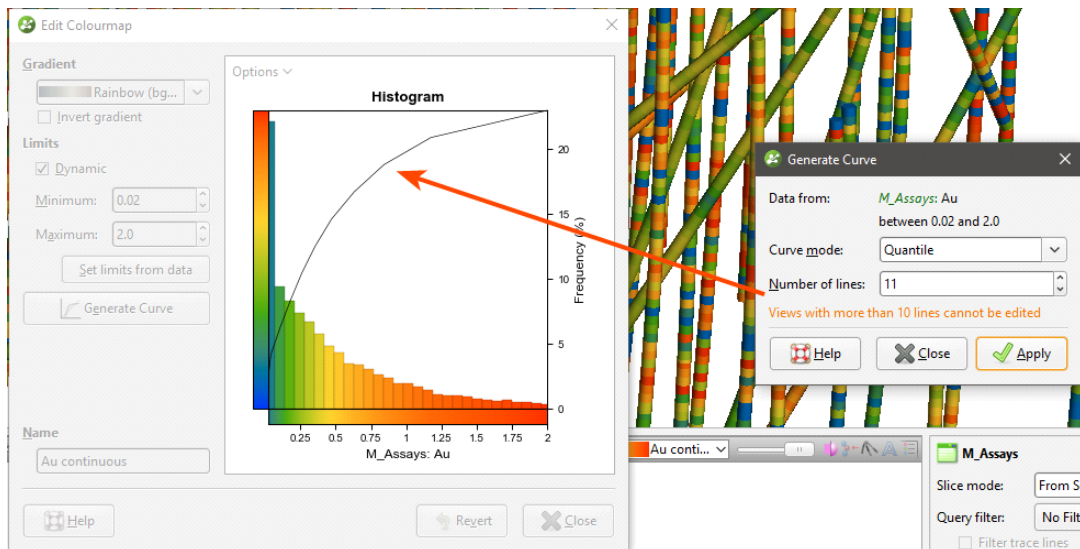 Edit Colourmap
Gradient
Rainbow (bg...
Invert gradient
Limits
Dynamic
Minimum: 0.02
Maximum: 2.0
Set limits from data
Generate Curve
Name
Au continuous
Help
Revert
Close
Options
Histogram
20
15
10
5
0
Frequency (%)
0.25 0.5 0.75 1 1.25 1.5 1.75 2
M_Assays: Au
Generate Curve
Data from: M_Assays: Au
between 0.02 and 2.0
Curve mode: Quantile
Number of lines: 11
Views with more than 10 lines cannot be edited
Help Close Apply
Au conti...
M_Assays
Slice mode: From S
Query filter: No Filt
Filter trace lines